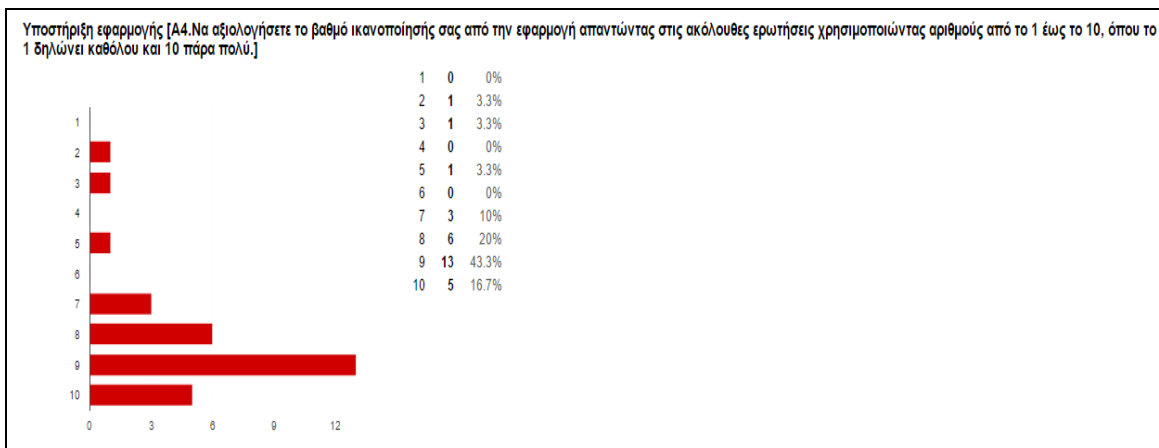 Υποστήριξη εφαρμογής [Α4.Να αξιολογήσετε το βαθμό ικανοποίησής σας από την εφαρμογή απαντώντας στις ακόλουθες ερωτήσεις χρησιμοποιώντας αριθμούς από το 1 έως το 10, όπου το
1 δηλώνει καθόλου και 10 πάρα πολύ.]
1 0 0%
2 1 3.3%
3 1 3.3%
4 0 0%
5 1 3.3%
6 0 0%
7 3 10%
8 6 20%
9 13 43.3%
10 5 16.7%
1
2
3
4
5
6
7
8
9
10
0 3 6 9 12